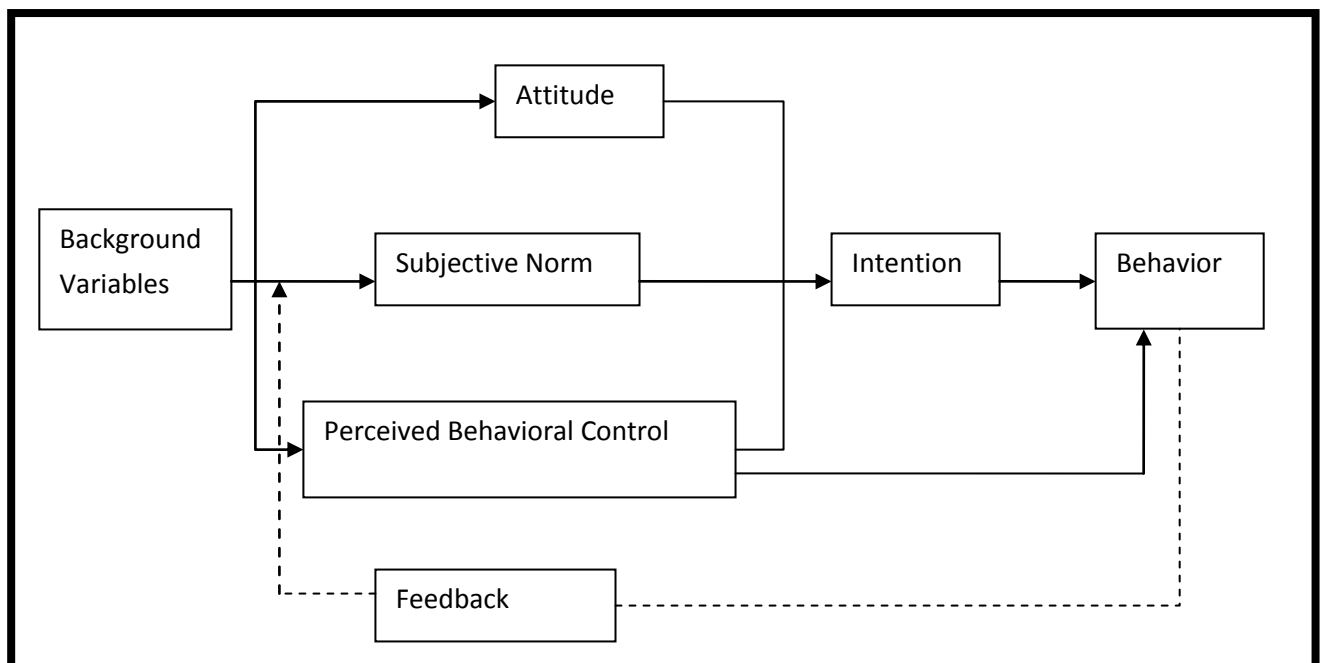 Attitude
Background
Variables
Subjective Norm
Intention
Behavior
Perceived Behavioral Control
Feedback